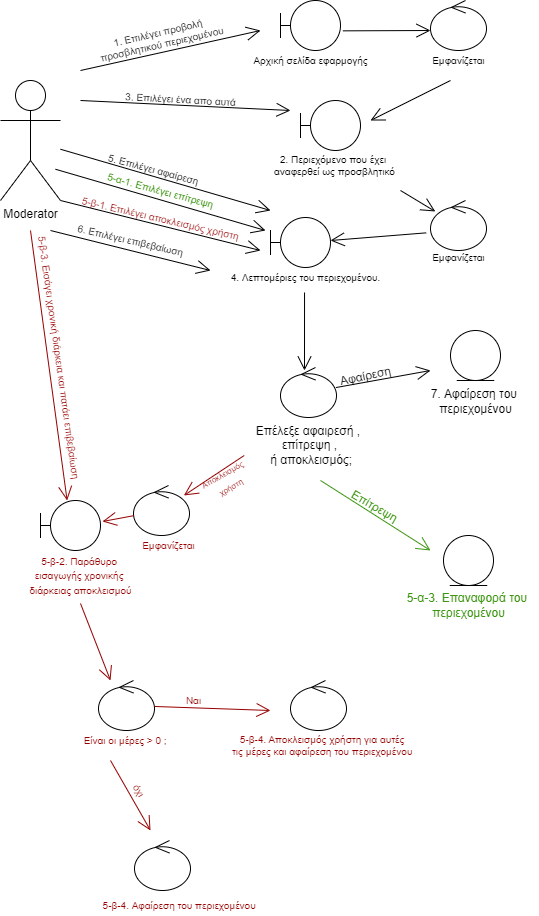 1. Επιλέγει προβολή
προσβλητικού περιεχομένου
Αρχική σελίδα εφαρμογής
Εμφανίζεται
3. Επιλέγει ένα απο αυτά
2. Περιεχόμενο που έχει
αναφερθεί ως προσβλητικό
5. Επιλέγει αφαίρεση
5-α-1. Επιλέγει επίτρεψη
5-β-1. Επιλέγει αποκλεισμός χρήστη
6. Επιλέγει επιβεβαίωση
Moderator
4. Λεπτομέριες του περιεχομένου.
Εμφανίζεται
5-β-3. Εισάγει χρονική διάρκεια και πατάει επιβεβαίωση
Αφαίρεση
7. Αφαίρεση του
περιεχομένου
Επέλεξε αφαιρεσή ,
επίτρεψη ,
ή αποκλεισμός;
Αποκλεισμός
χρήστη
Επίτρεψη
Εμφανίζεται
5-β-2. Παράθυρο
εισαγωγής χρονικής
διάρκειας αποκλεισμού
5-α-3. Επαναφορά του
περιεχομένου
Ναι
Είναι οι μέρες > 0 ;
5-β-4. Αποκλεισμός χρήστη για αυτές
τις μέρες και αφαίρεση του περιεχομένου
όχι
5-β-4. Αφαίρεση του περιεχομένου